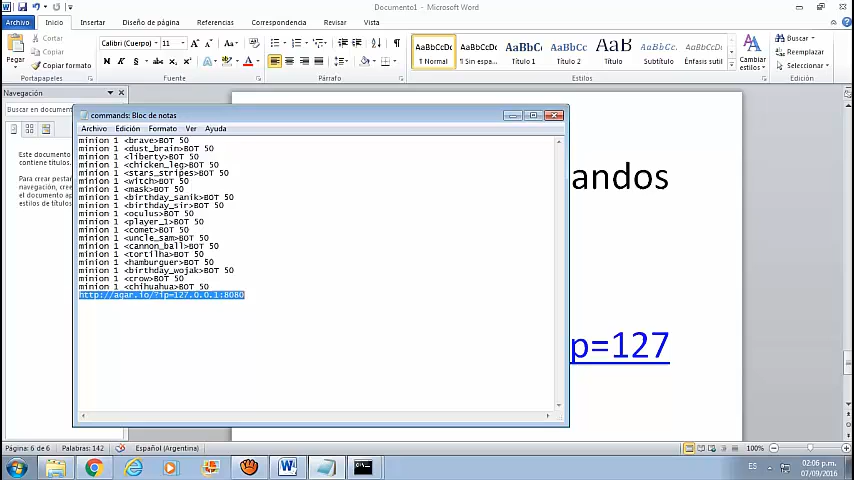 Documento1 - Microsoft Word
Archivo Inicio Insertar Diseño de página Referencias Correspondencia Revisar Vista
Pegar
Cortar
Copiar
Copiar formato
Portapapeles
Calibri (Cuerpo) 11
Fuente
Párrafo
AaBbCcDc AaBbCcDc AaBbC AaBbCc AaB AaBbCc. AaBbCcDc
¶ Normal ¶ Sin espa... Título 1 Título 2 Título Subtítulo Énfasis sutil
Estilos
Cambiar estilos
Buscar
Reemplazar
Seleccionar
Edición
Navegación
Buscar en documento
Este documento
contiene títulos.
Para crear pestañ
navegación, cree
el documento ap
estilos de títulos
commands: Bloc de notas
Archivo Edición Formato Ver Ayuda
minion 1 <brave>BOT 50
minion 1 <dust_brain>BOT 50
minion 1 <liberty>BOT 50
minion 1 <chicken_leg>BOT 50
minion 1 <stars_stripes>BOT 50
minion 1 <witch>BOT 50
minion 1 <mask>BOT 50
minion 1 <birthday_sanik>BOT 50
minion 1 <birthday_sir>BOT 50
minion 1 <oculus>BOT 50
minion 1 <player_1>BOT 50
minion 1 <comet>BOT 50
minion 1 <uncle_sam>BOT 50
minion 1 <cannon_ball>BOT 50
minion 1 <tortilha>BOT 50
minion 1 <hamburguer>BOT 50
minion 1 <birthday_wojak>BOT 50
minion 1 <crow>BOT 50
minion 1 <chihuahua>BOT 50
http://agar.io/?ip=127.0.0.1:8080
andos
p=127
Página: 6 de 6 Palabras: 142 Español (Argentina) 100%
ES 02:06 p.m.
07/09/2016